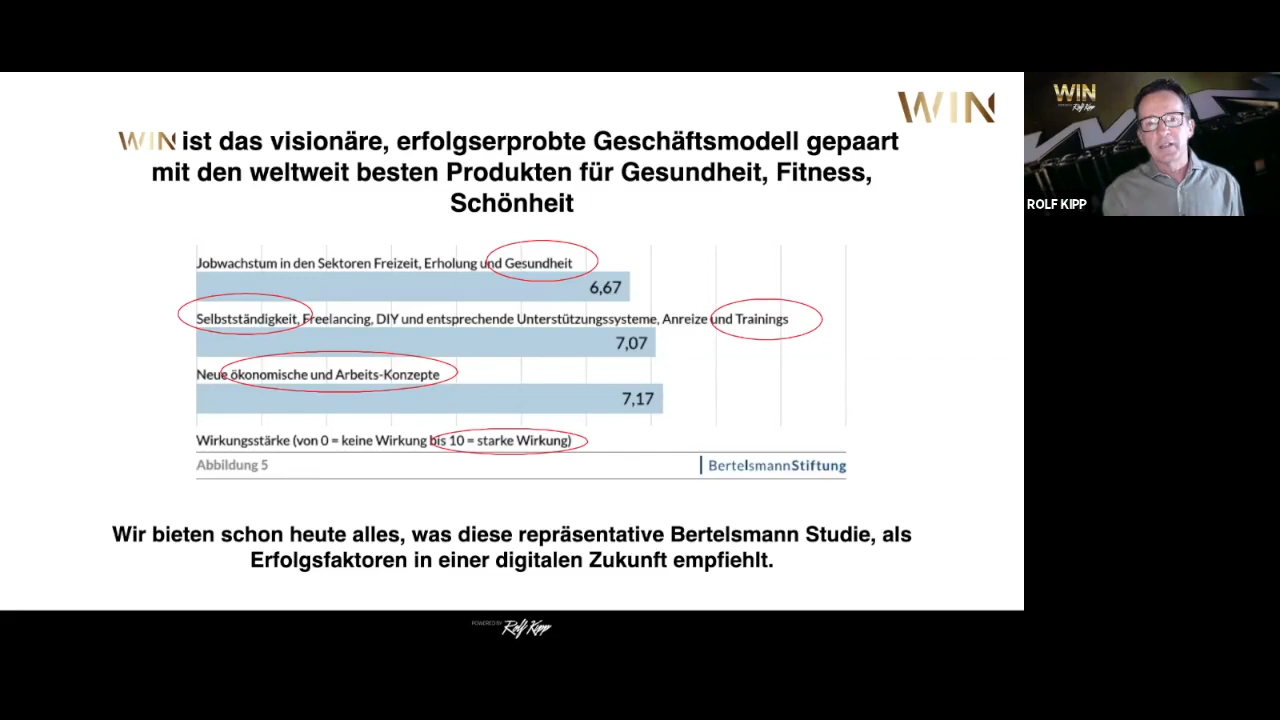 WIN
WIN ist das visionäre, erfolgserprobte Geschäftsmodell gepaart
mit den weltweit besten Produkten für Gesundheit, Fitness,
Schönheit
Jobwachstum in den Sektoren Freizeit, Erholung und Gesundheit
6,67
Selbstständigkeit, Freelancing, DIY und entsprechende Unterstützungssysteme, Anreize und Trainings
7,07
Neue ökonomische und Arbeits-Konzepte
7,17
Wirkungsstärke (von 0 = keine Wirkung bis 10 = starke Wirkung)
Abbildung 5
BertelsmannStiftung
Wir bieten schon heute alles, was diese repräsentative Bertelsmann Studie, als
Erfolgsfaktoren in einer digitalen Zukunft empfiehlt.
POWERED BY Rolf Kipp
WIN
Rolf Kipp
ROLF KIPP